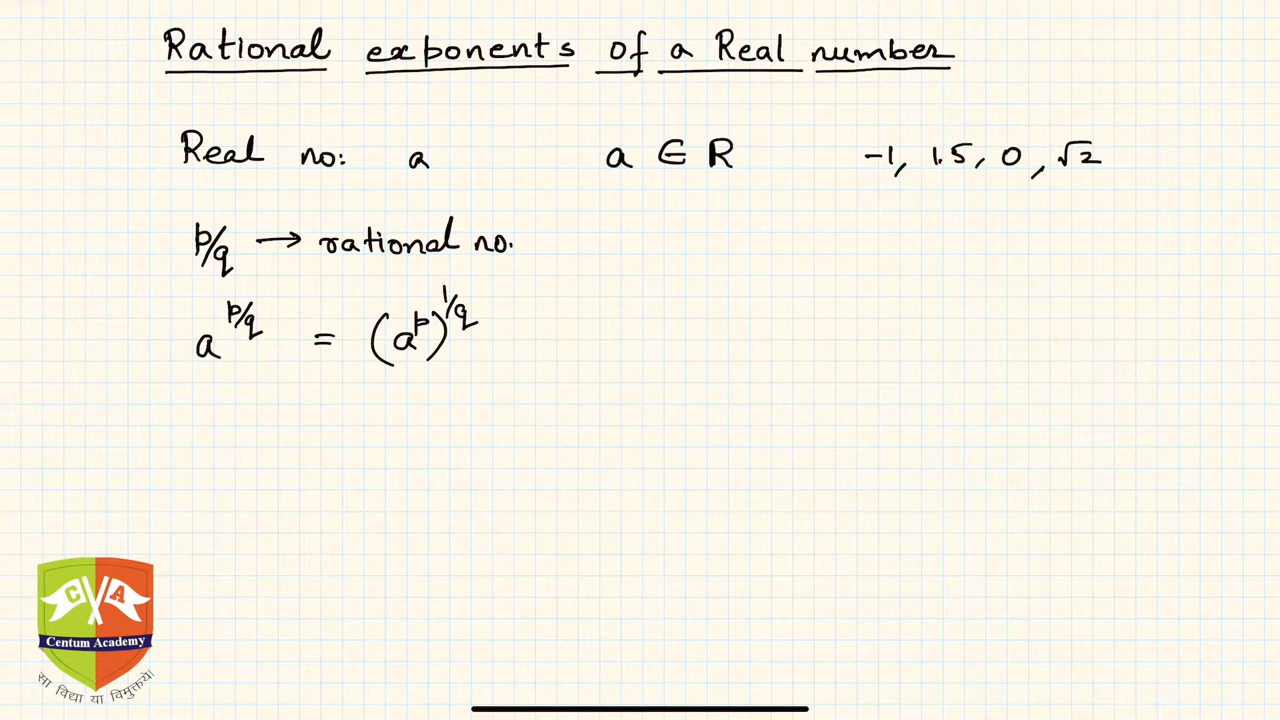 Rational exponents of a Real number
Real no: a a ∈ R -1, 1.5, 0, √2
p/q → rational no.
a^{p/q} = (a^p)^{1/q}
C A
Centum Academy
सा विद्या या विमुक्तये।